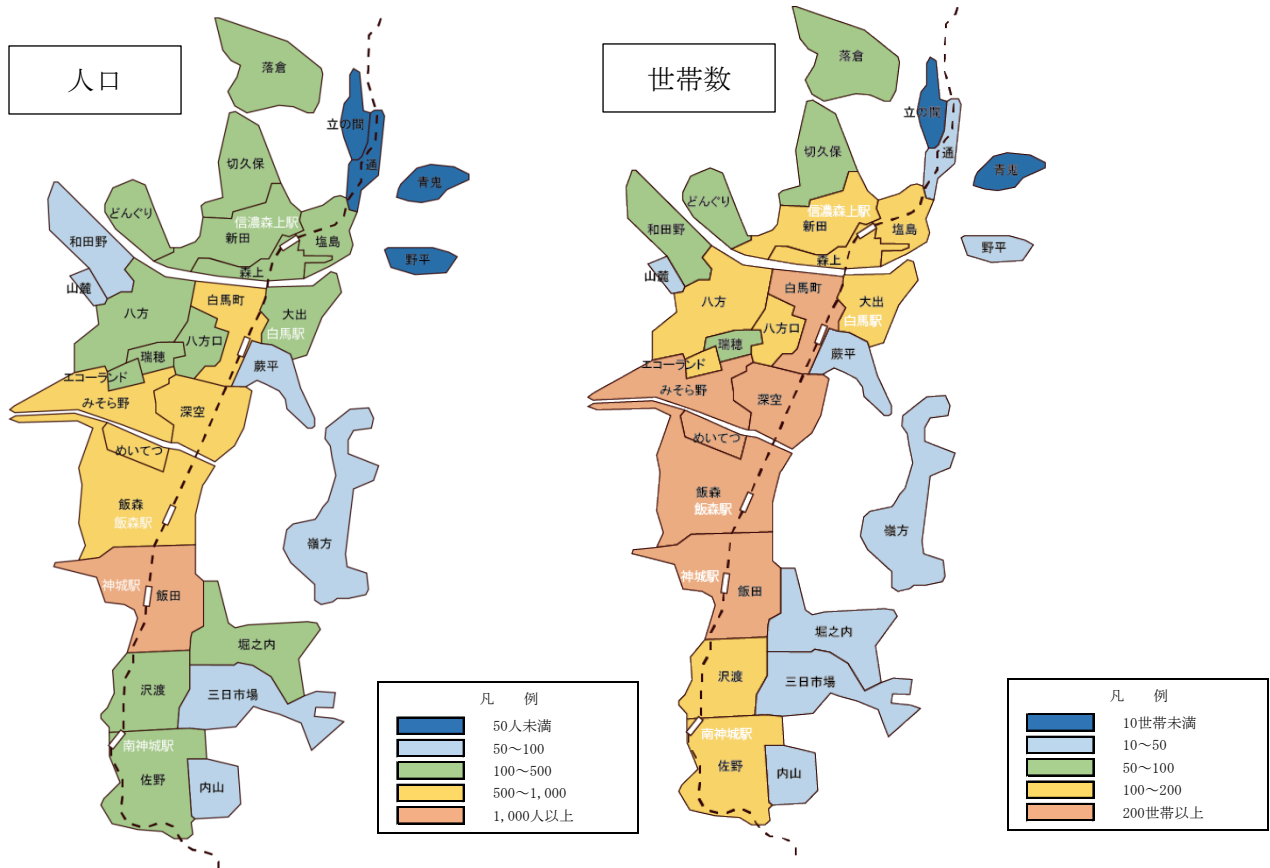 人口
落倉
立の間
切久保
通
青鬼
どんぐり
信濃森上駅
新田
塩島
和田野
森上
野平
山麓
白馬町
八方
大出
白馬駅
八方口
瑞穂
蕨平
エコーランド
みそら野
深空
めいてつ
飯森
飯森駅
嶺方
神城駅
飯田
堀之内
沢渡
三日市場
南神城駅
佐野
内山
凡　例
50人未満
50～100
100～500
500～1,000
1,000人以上
世帯数
落倉
立の間
切久保
通
青鬼
どんぐり
信濃森上駅
新田
塩島
和田野
森上
野平
山麓
白馬町
八方
大出
白馬駅
八方口
瑞穂
蕨平
エコーランド
みそら野
深空
めいてつ
飯森
飯森駅
嶺方
神城駅
飯田
堀之内
沢渡
三日市場
南神城駅
佐野
内山
凡　例
10世帯未満
10～50
50～100
100～200
200世帯以上